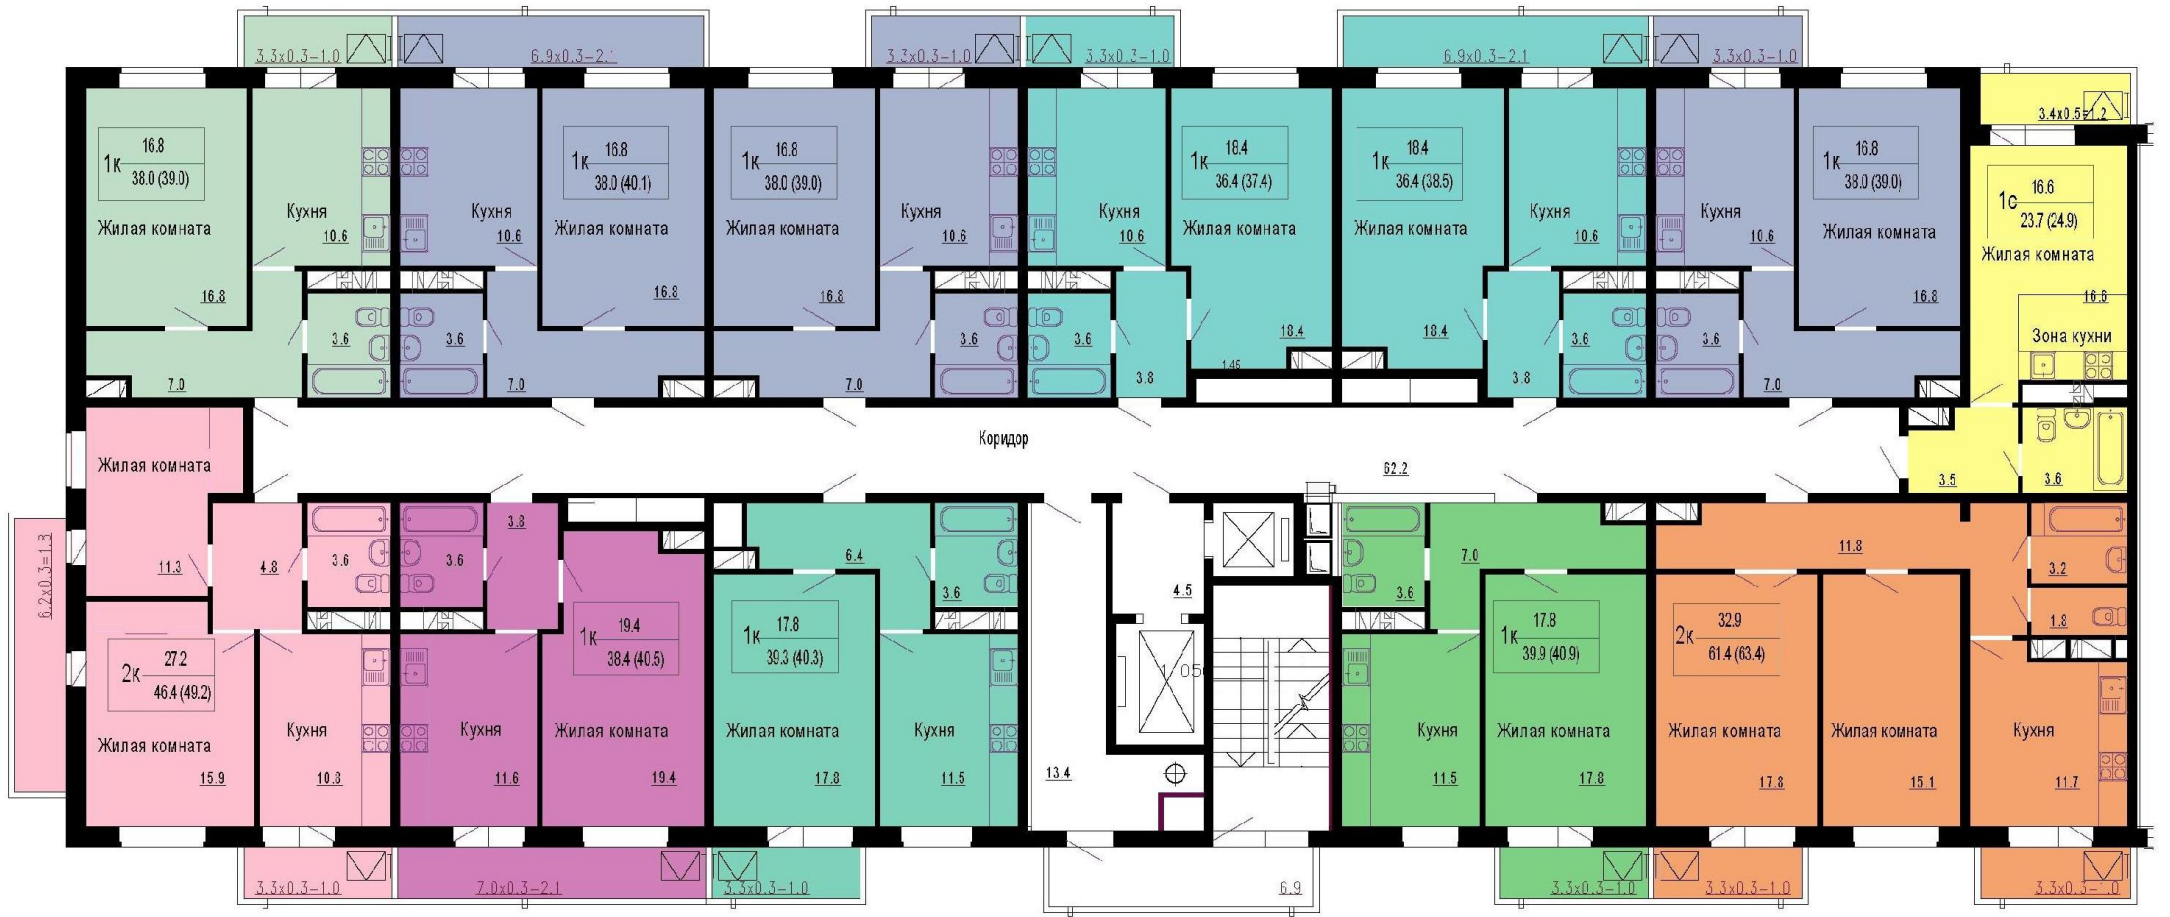 3.3x0.3-1.0
6.9x0.3-2.1
3.3x0.3-1.0
3.3x0.3-1.0
6.9x0.3-2.1
3.3x0.3-1.0
3.4x0.5=1.2
1к
16.8
38.0 (39.0)
Жилая комната
16.8
Кухня
10.6
3.6
7.0
Кухня
10.6
1к
16.8
38.0 (40.1)
Жилая комната
16.8
3.6
7.0
1к
16.8
38.0 (39.0)
Жилая комната
16.8
Кухня
10.6
3.6
7.0
Кухня
10.6
1к
18.4
36.4 (37.4)
Жилая комната
18.4
1.45
3.6
3.8
1к
18.4
36.4 (38.5)
Жилая комната
18.4
Кухня
10.6
3.6
3.8
Кухня
10.6
1к
16.8
38.0 (39.0)
Жилая комната
16.8
3.6
7.0
1с
16.6
23.7 (24.9)
Жилая комната
16.6
Зона кухни
3.5
3.6
Коридор
62.2
Жилая комната
11.3
4.8
3.6
6.2x0.3=1.8
2к
27.2
46.4 (49.2)
Жилая комната
15.9
Кухня
10.8
3.6
3.8
Кухня
11.6
1к
19.4
38.4 (40.5)
Жилая комната
19.4
6.4
3.6
1к
17.8
39.3 (40.3)
Жилая комната
17.8
Кухня
11.5
4.5
13.4
3.6
7.0
Кухня
11.5
1к
17.8
39.9 (40.9)
Жилая комната
17.8
11.8
3.2
1.8
2к
32.9
61.4 (63.4)
Жилая комната
17.8
Жилая комната
15.1
Кухня
11.7
3.3x0.3-1.0
7.0x0.3-2.1
3.3x0.3-1.0
6.9
3.3x0.3-1.0
3.3x0.3-1.0
3.3x0.3-1.0